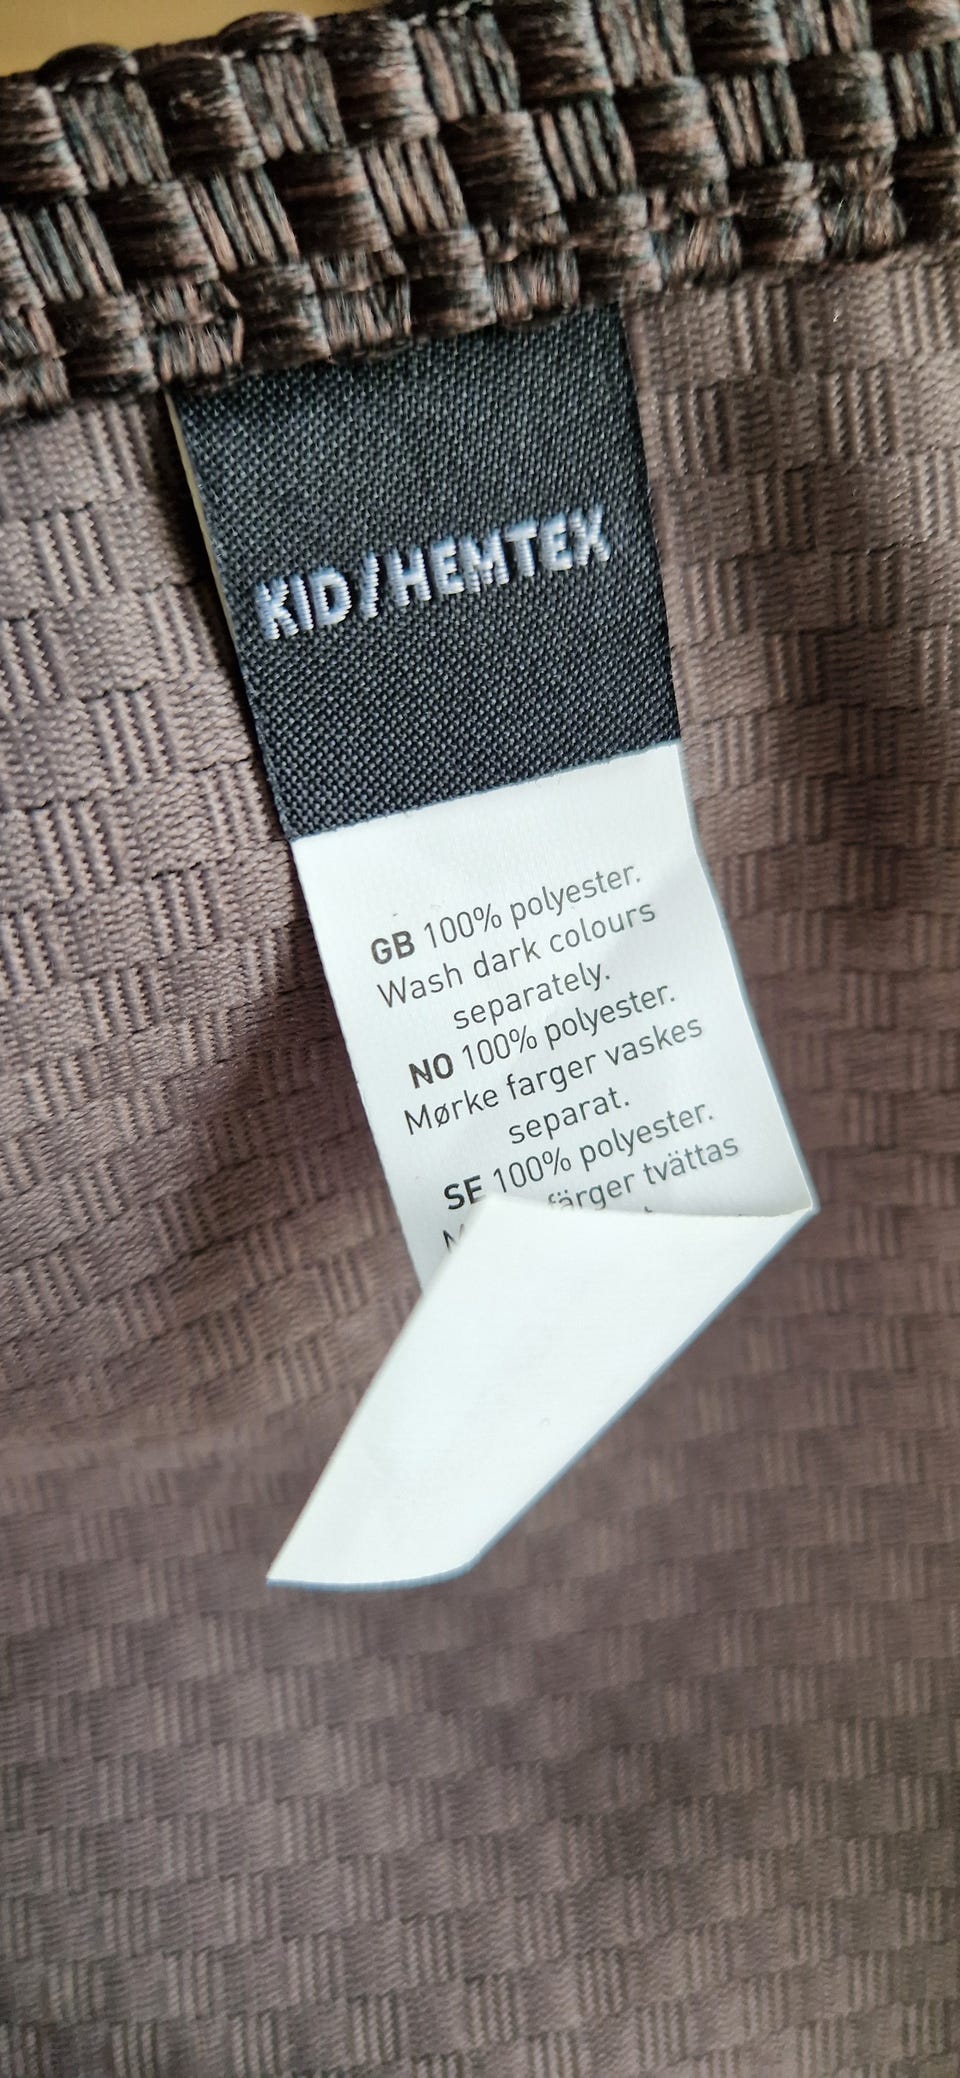 KID/HEMTEX
GB 100% polyester.
Wash dark colours
separately.
NO 100% polyester.
Mørke farger vaskes
separat.
SE 100% polyester.
färger tvättas